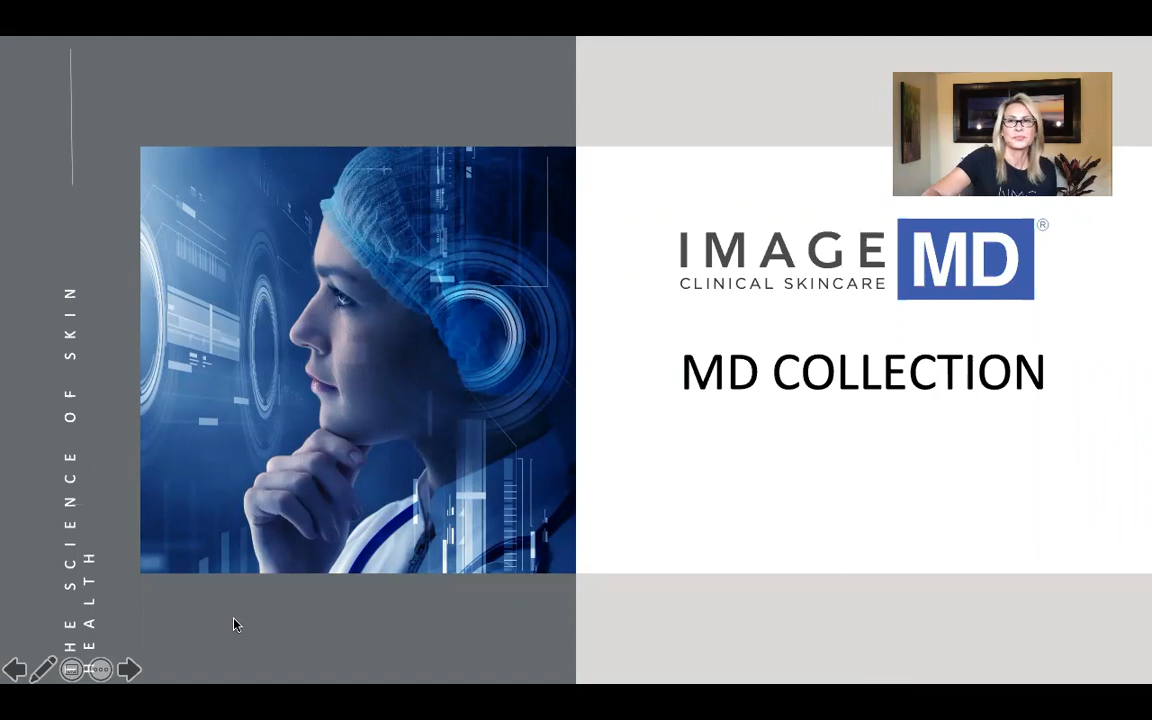 THE SCIENCE OF SKIN
HEALTH
IMAGE MD®
CLINICAL SKINCARE
MD COLLECTION